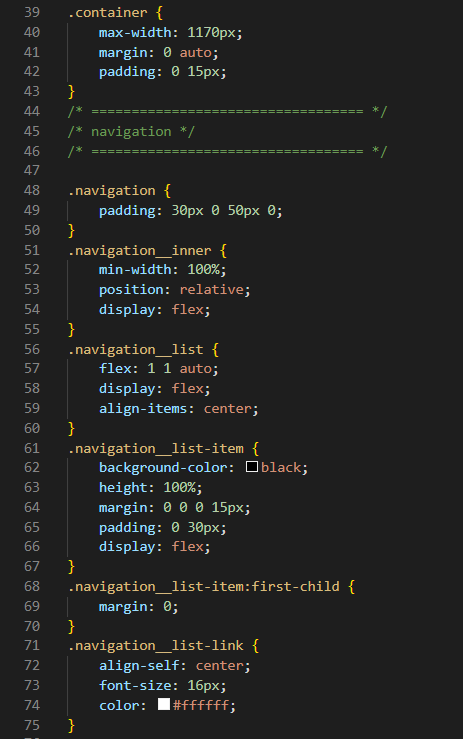 39 .container {
40 max-width: 1170px;
41 margin: 0 auto;
42 padding: 0 15px;
43 }
44 /* ================================== */
45 /* navigation */
46 /* ================================== */
47
48 .navigation {
49 padding: 30px 0 50px 0;
50 }
51 .navigation__inner {
52 min-width: 100%;
53 position: relative;
54 display: flex;
55 }
56 .navigation__list {
57 flex: 1 1 auto;
58 display: flex;
59 align-items: center;
60 }
61 .navigation__list-item {
62 background-color: black;
63 height: 100%;
64 margin: 0 0 0 15px;
65 padding: 0 30px;
66 display: flex;
67 }
68 .navigation__list-item:first-child {
69 margin: 0;
70 }
71 .navigation__list-link {
72 align-self: center;
73 font-size: 16px;
74 color: #ffffff;
75 }